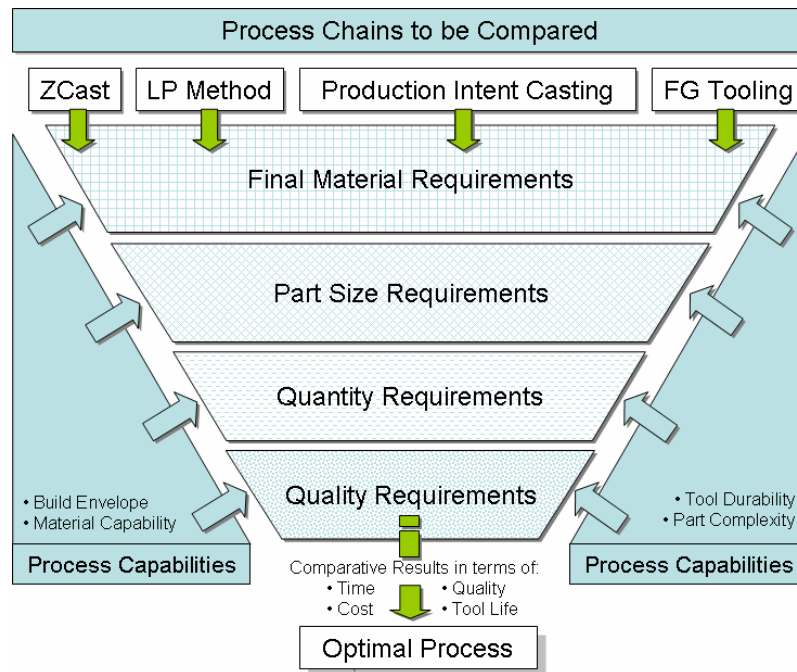 Process Chains to be Compared
ZCast
LP Method
Production Intent Casting
FG Tooling
Final Material Requirements
Part Size Requirements
Quantity Requirements
Quality Requirements
• Build Envelope
• Material Capability
Process Capabilities
• Tool Durability
• Part Complexity
Process Capabilities
Comparative Results in terms of:
• Time • Quality
• Cost • Tool Life
Optimal Process